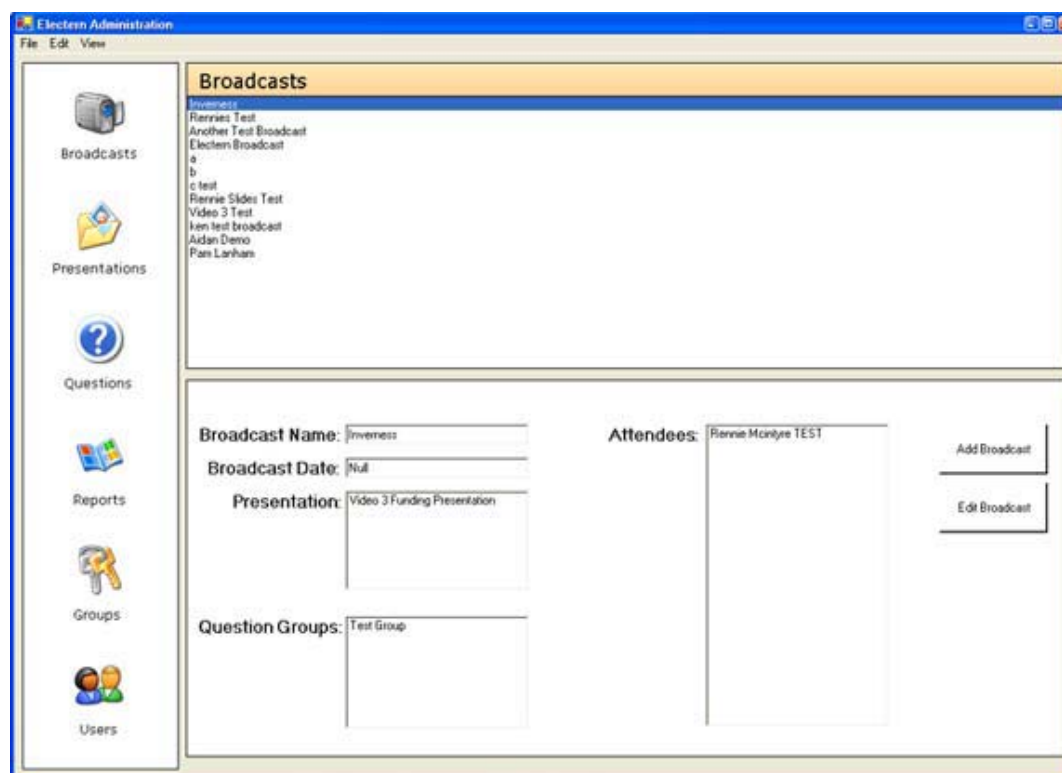 Electern Administration
File Edit View
Broadcasts
Presentations
Questions
Reports
Groups
Users
Broadcasts
Inverness
Rennies Test
Another Test Broadcast
Electern Broadcast
a
b
c test
Rennie Slides Test
Video 3 Test
ken test broadcast
Aidan Demo
Pam Lanham
Broadcast Name: Inverness
Broadcast Date: Null
Presentation: Video 3 Funding Presentation
Question Groups: Test Group
Attendees: Rennie Mcintyre TEST
Add Broadcast
Edit Broadcast